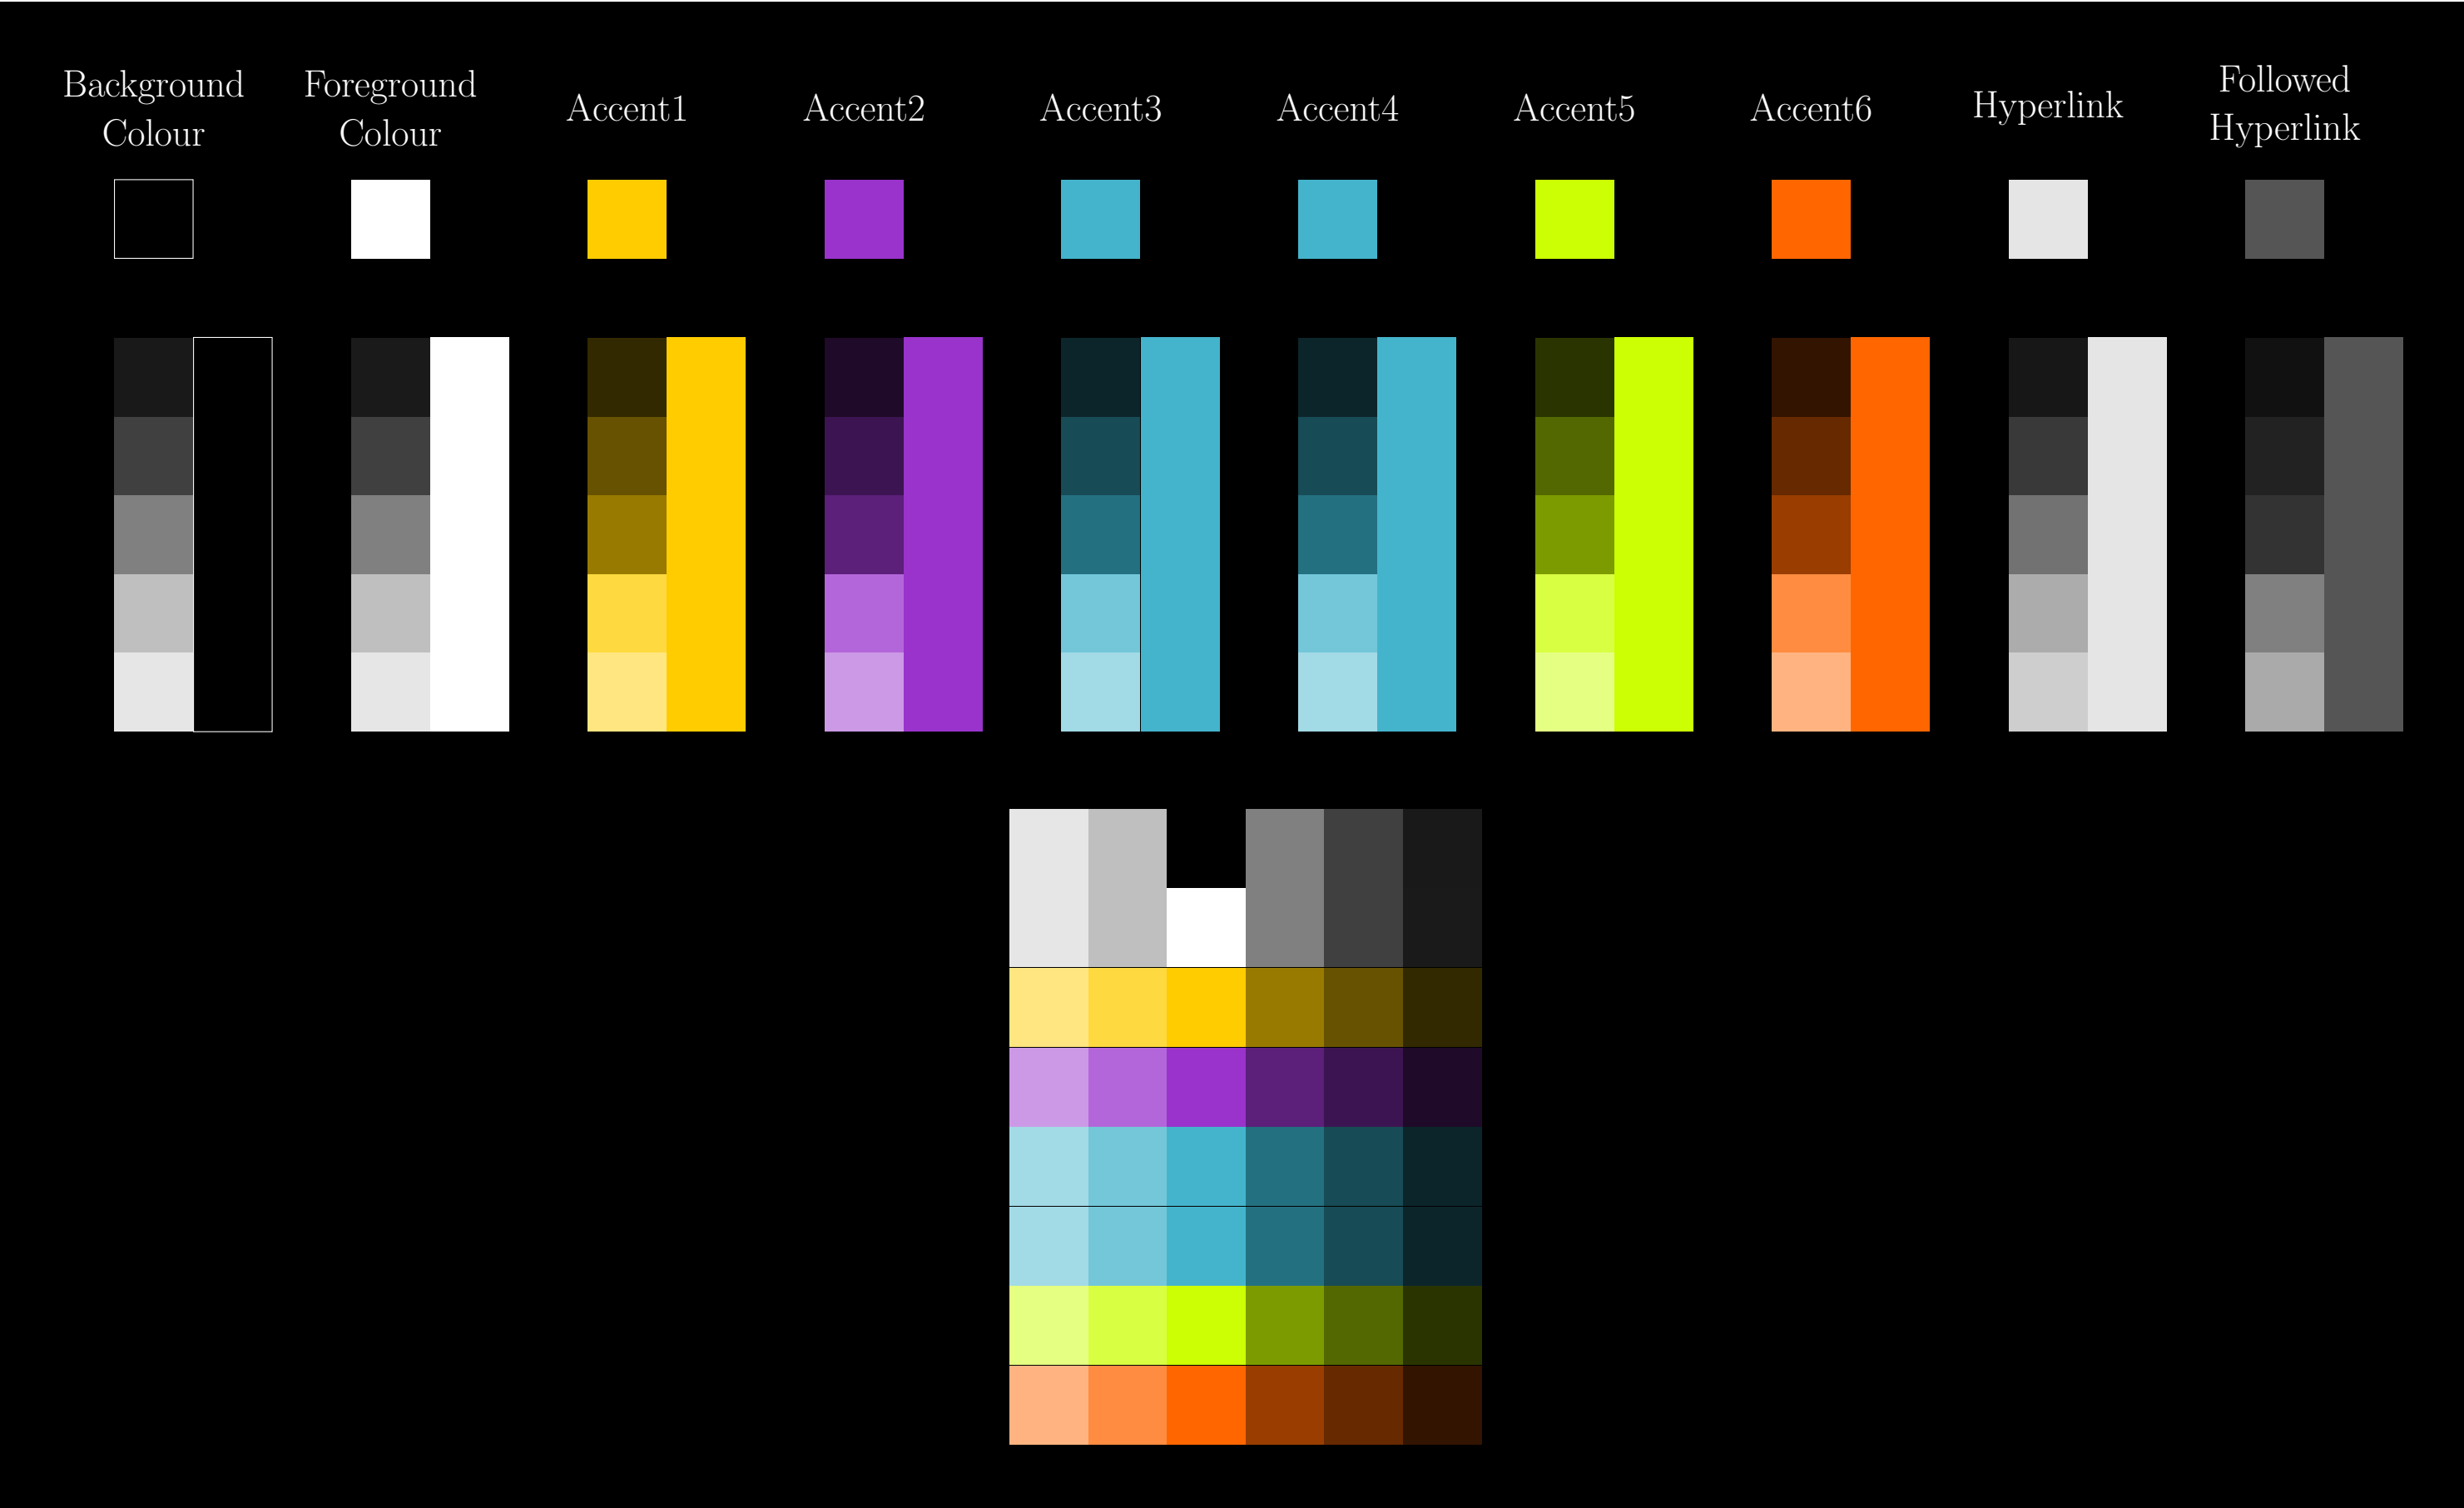 Background
Colour
Foreground
Colour
Accent1
Accent2
Accent3
Accent4
Accent5
Accent6
Hyperlink
Followed
Hyperlink